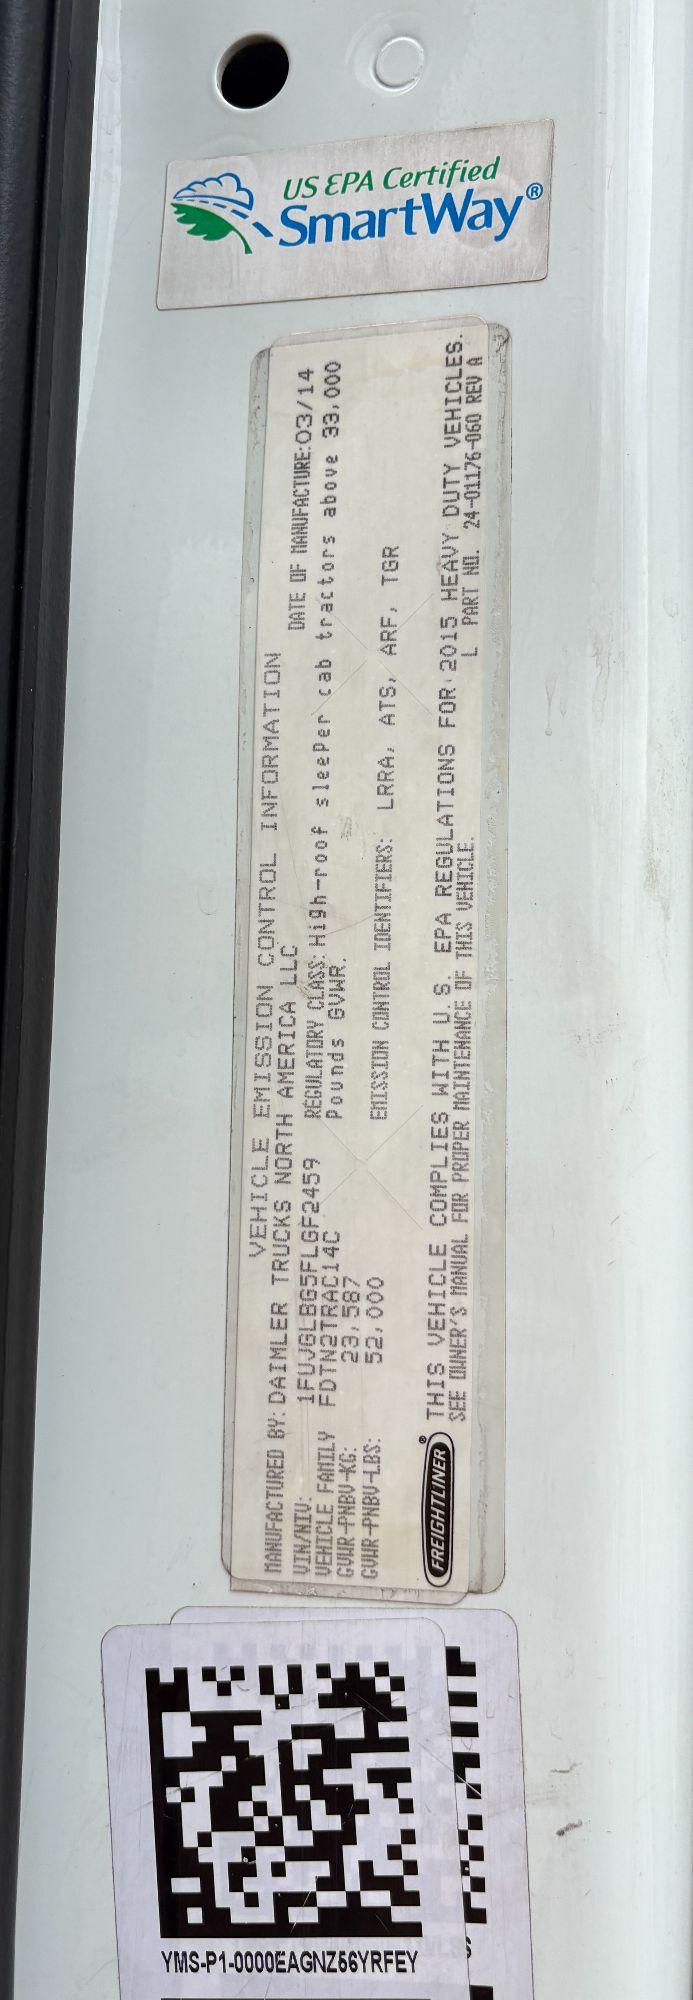 US EPA Certified
SmartWay®
VEHICLE EMISSION CONTROL INFORMATION
MANUFACTURED BY: DAIMLER TRUCKS NORTH AMERICA LLC
DATE OF MANUFACTURE: 03/14
VIN/NIV: 1FUJGLBG5FLGF2459
REGULATORY CLASS: High-roof sleeper cab tractors above 33,000
Pounds GVWR.
VEHICLE FAMILY FDTN2TRAC14C
GVWR-PNBV-KG: 23,587
GVWR-PNBV-LBS: 52,000
EMISSION CONTROL IDENTIFIERS: LRRA, ATS, ARF, TGR
FREIGHTLINER®
THIS VEHICLE COMPLIES WITH U.S. EPA REGULATIONS FOR 2015 HEAVY DUTY VEHICLES.
SEE OWNER'S MANUAL FOR PROPER MAINTENANCE OF THIS VEHICLE.
L PART NO. 24-01176-060 REV A
YMS-P1-0000EAGNZ56YRFEY